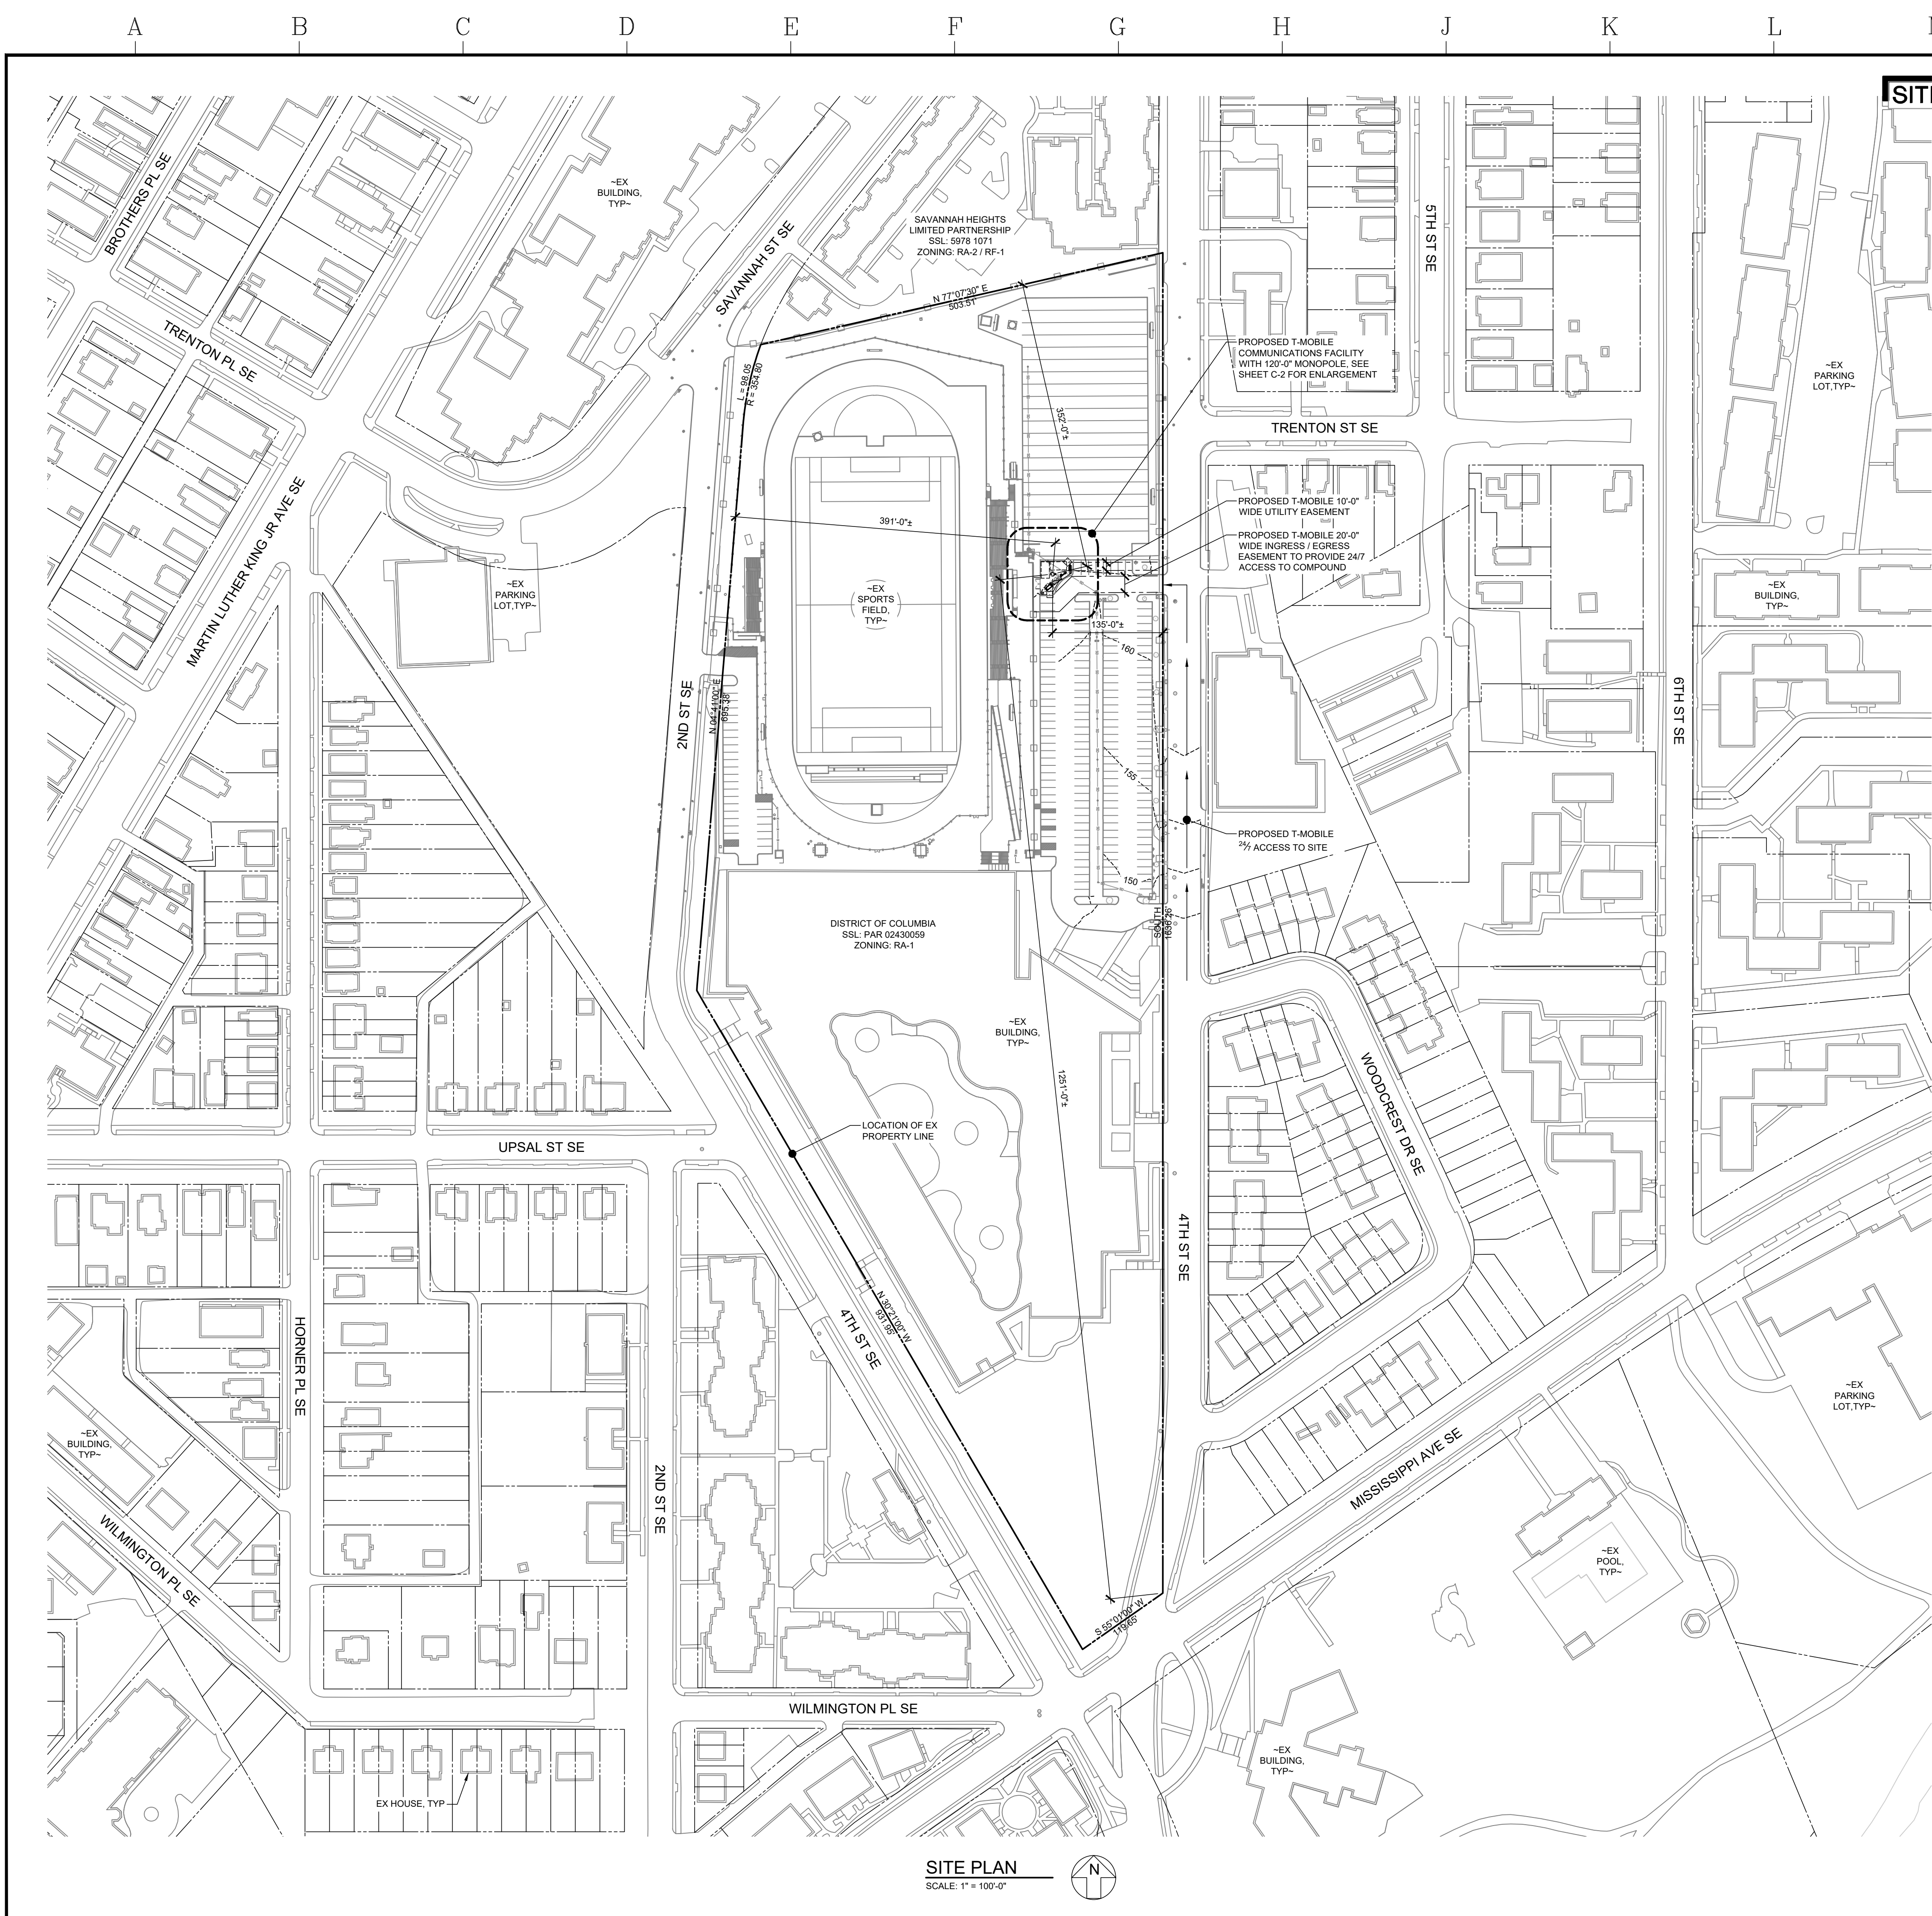 A B C D E F G H J K L
SIT
BROTHERS PL SE
~EX
BUILDING,
TYP~
SAVANNAH ST SE
SAVANNAH HEIGHTS
LIMITED PARTNERSHIP
SSL: 5978 1071
ZONING: RA-2 / RF-1
5TH ST SE
N 77°07'30" E
503.51'
TRENTON PL SE
PROPOSED T-MOBILE
COMMUNICATIONS FACILITY
WITH 120'-0" MONOPOLE, SEE
SHEET C-2 FOR ENLARGEMENT
~EX
PARKING
LOT,TYP~
L = 98.05
R = 354.80
352'-0"±
TRENTON ST SE
MARTIN LUTHER KING JR AVE SE
PROPOSED T-MOBILE 10'-0"
WIDE UTILITY EASEMENT
391'-0"±
PROPOSED T-MOBILE 20'-0"
WIDE INGRESS / EGRESS
EASEMENT TO PROVIDE 24/7
ACCESS TO COMPOUND
~EX
PARKING
LOT,TYP~
~EX
SPORTS
FIELD,
TYP~
~EX
BUILDING,
TYP~
135'-0"±
160
2ND ST SE
N 04°41'00" E
695.38'
6TH ST SE
155
PROPOSED T-MOBILE
24/7 ACCESS TO SITE
150
SOUTH
1636.26'
DISTRICT OF COLUMBIA
SSL: PAR 02430059
ZONING: RA-1
~EX
BUILDING,
TYP~
1251'-0"±
WOODCREST DR SE
LOCATION OF EX
PROPERTY LINE
UPSAL ST SE
4TH ST SE
N 30°21'00" W
931.95'
4TH ST SE
HORNER PL SE
~EX
PARKING
LOT,TYP~
~EX
BUILDING,
TYP~
2ND ST SE
MISSISSIPPI AVE SE
WILMINGTON PL SE
~EX
POOL,
TYP~
S 55°01'00" W
119.65'
WILMINGTON PL SE
~EX
BUILDING,
TYP~
EX HOUSE, TYP
SITE PLAN
SCALE: 1" = 100'-0"
N